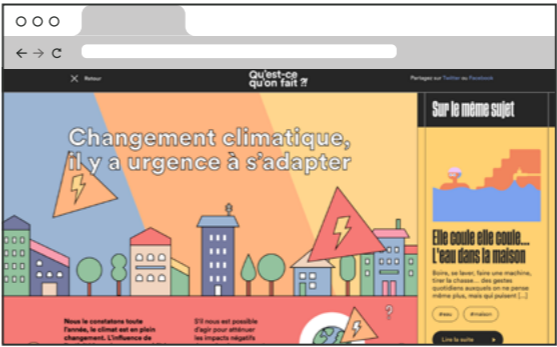 Retour
Qu'est-ce
qu'on fait ?!
Partagez sur Twitter ou Facebook
Changement climatique,
il y a urgence à s'adapter
Sur le même sujet
Elle coule elle coule...
L'eau dans la maison
Boire, se laver, faire une machine,
tirer la chasse... des gestes
quotidiens auxquels on ne pense
même plus, mais qui puisent [...]
#eau #maison
Lire la suite
Nous le constatons toute
l'année, le climat est en plein
changement. L'influence de
S'il nous est possible
d'agir pour atténuer
les impacts négatifs
?